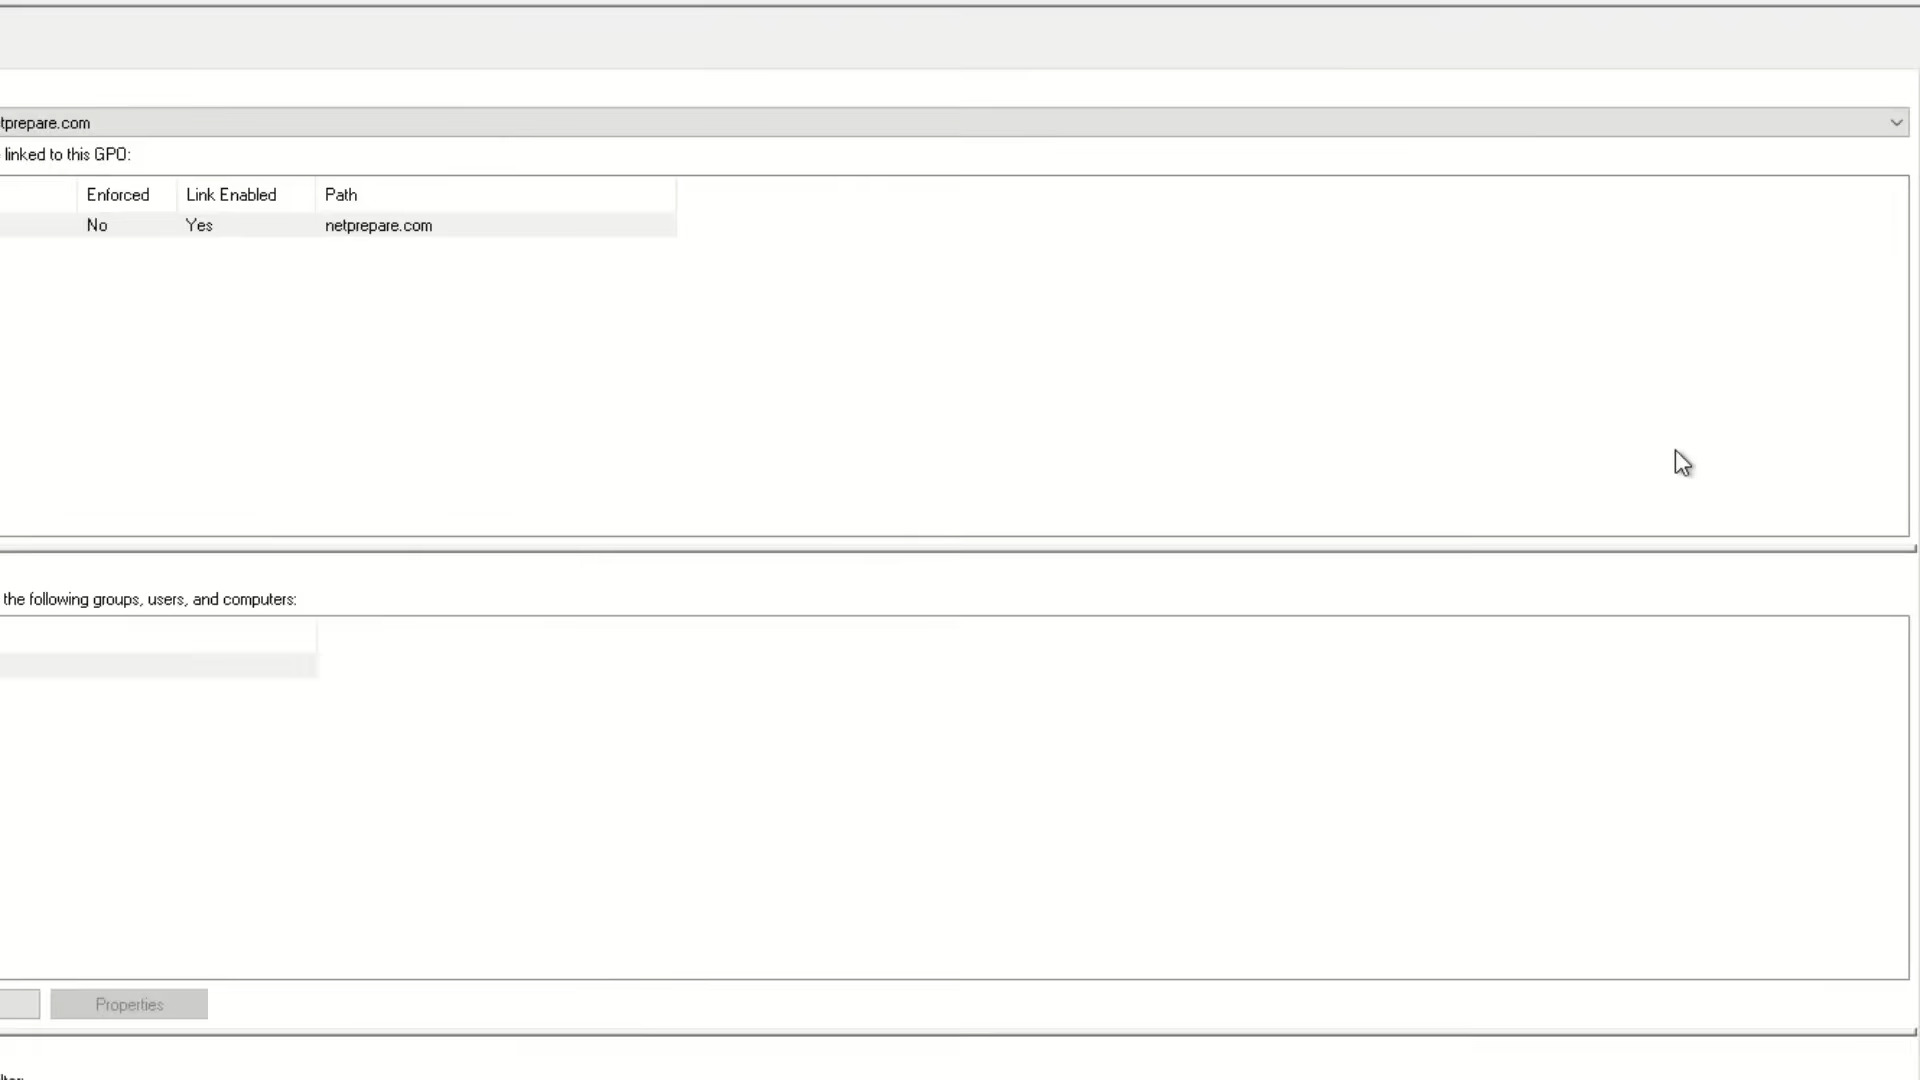 tprepare.com
linked to this GPO:
Enforced Link Enabled Path
No Yes netprepare.com
the following groups, users, and computers:
Properties